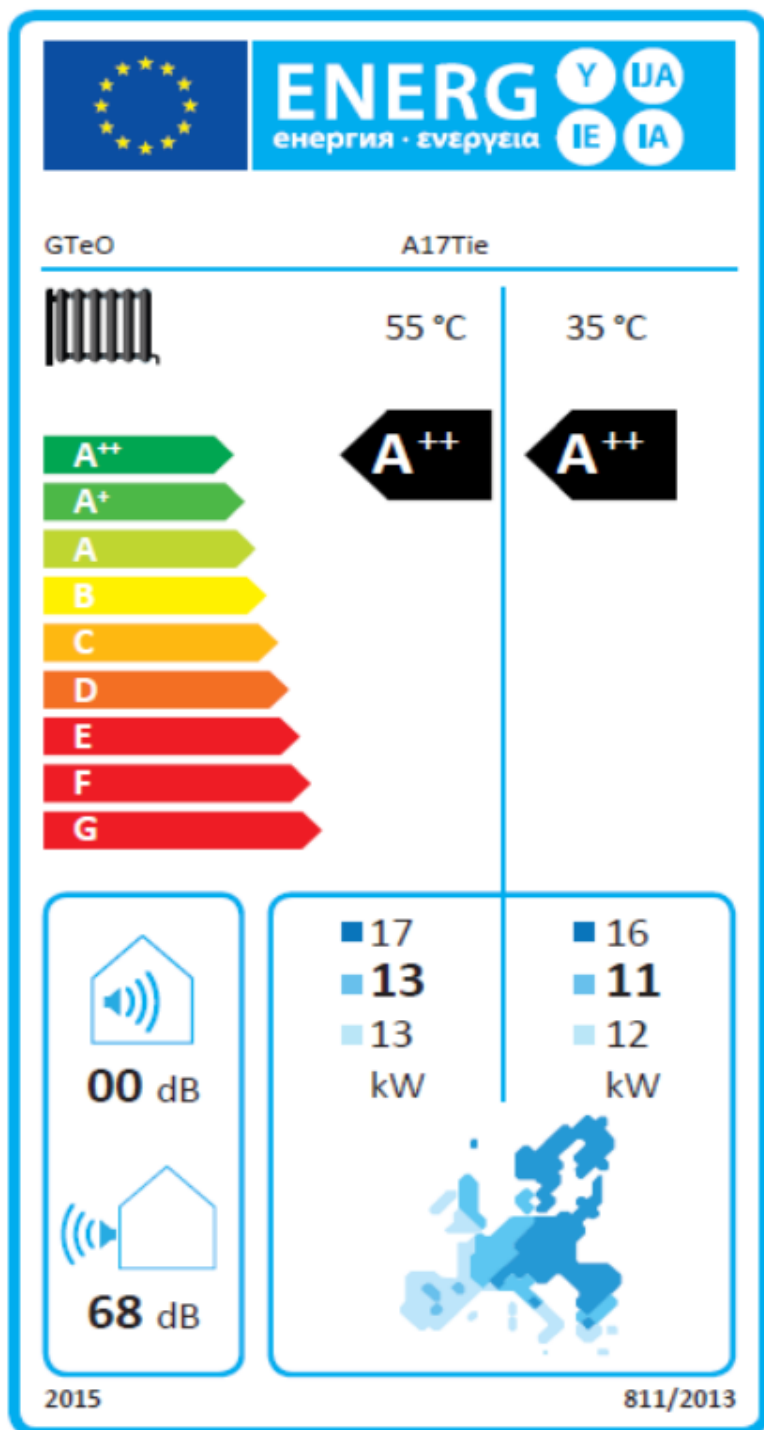 ENERG Y IJA
енергия · ενεργεια IE IA
GTeO A17Tie
55 °C 35 °C
A++ A++ A++
A+
A
B
C
D
E
F
G
17 16
13 11
13 12
kW kW
00 dB
68 dB
2015 811/2013